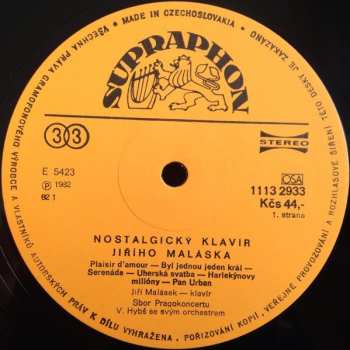 MADE IN CZECHOSLOVAKIA • VŠECHNA PRÁVA GRAMOFONOVÉHO VÝROBCE A VLASTNÍKŮ AUTORSKÝCH PRÁV K DÍLU VYHRAZENA. POŘIZOVÁNÍ KOPIÍ, VEŘEJNÉ PROVOZOVÁNÍ A ROZHLASOVÉ ŠÍŘENÍ TÉTO DESKY JE ZAKÁZÁNO
SUPRAPHON
33
STEREO
E 5423
℗ 1982
82 1
OSA
1113 2933
Kčs 44,-
1. strana
NOSTALGICKÝ KLAVÍR
JIŘÍHO MALÁSKA
Plaisir d'amour — Byl jednou jeden král —
Serenáda — Uherská svatba — Harlekýnovy
milióny — Pan Urban
Jiří Malásek — klavír
Sbor Pragokoncertu
V. Hybš se svým orchestrem